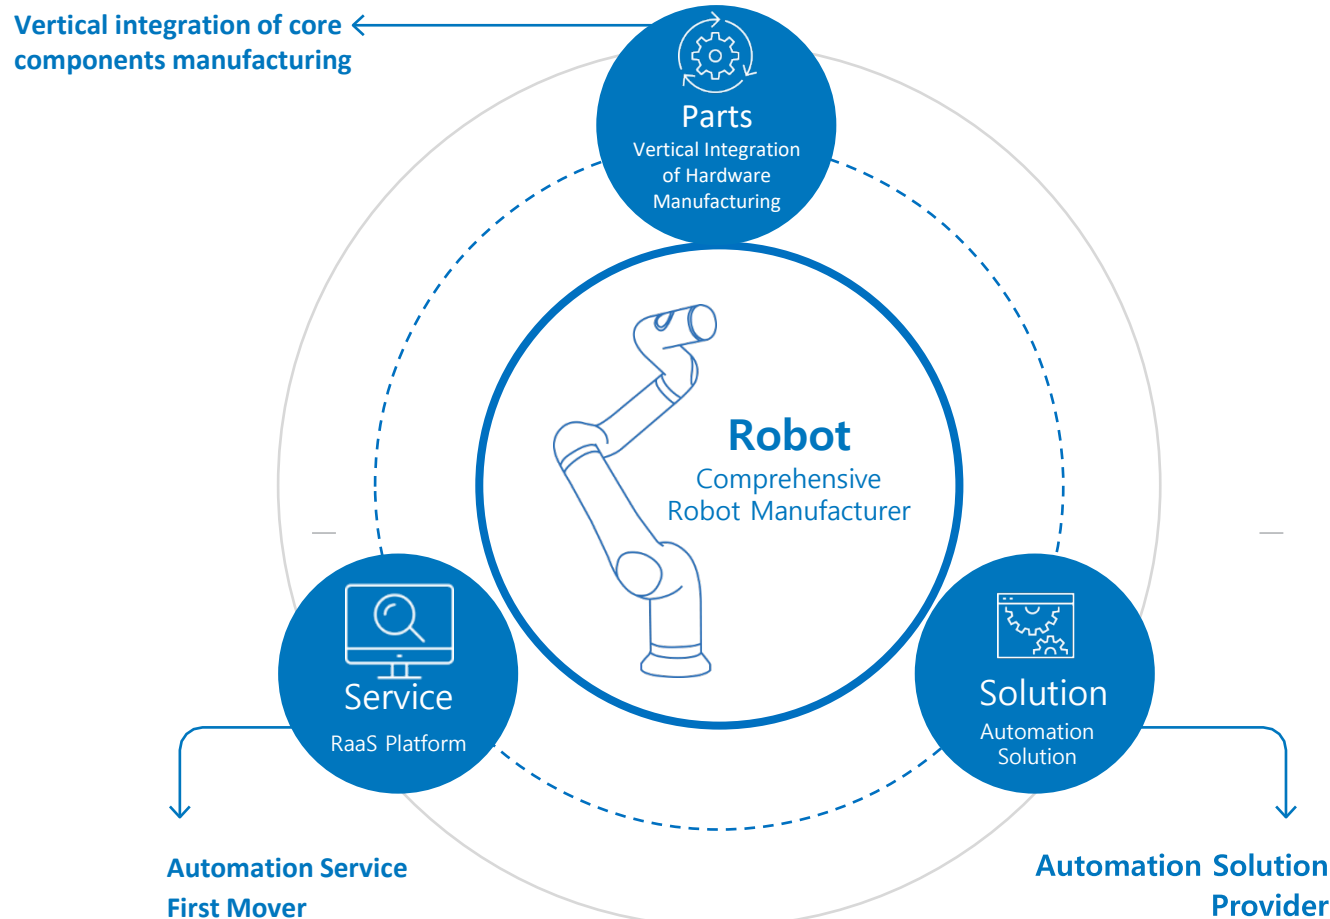 Vertical integration of core
components manufacturing
Parts
Vertical Integration
of Hardware
Manufacturing
Robot
Comprehensive
Robot Manufacturer
Service
RaaS Platform
Solution
Automation
Solution
Automation Service
First Mover
Automation Solution
Provider